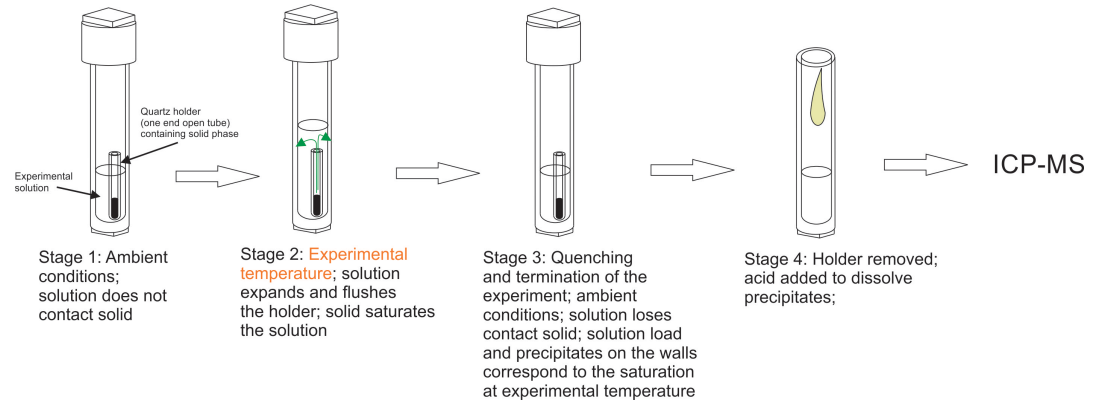 Quartz holder
(one end open tube)
containing solid phase
Experimental
solution
ICP-MS
Stage 1: Ambient
conditions;
solution does not
contact solid
Stage 2: Experimental
temperature; solution
expands and flushes
the holder; solid saturates
the solution
Stage 3: Quenching
and termination of the
experiment; ambient
conditions; solution loses
contact solid; solution load
and precipitates on the walls
correspond to the saturation
at experimental temperature
Stage 4: Holder removed;
acid added to dissolve
precipitates;